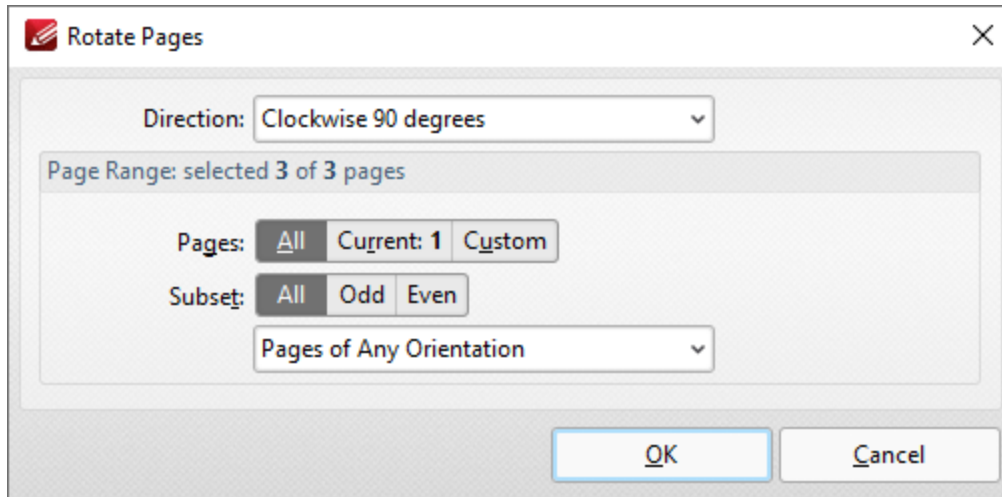 Rotate Pages
Direction: Clockwise 90 degrees
Page Range: selected 3 of 3 pages
Pages: All Current: 1 Custom
Subset: All Odd Even
Pages of Any Orientation
OK Cancel